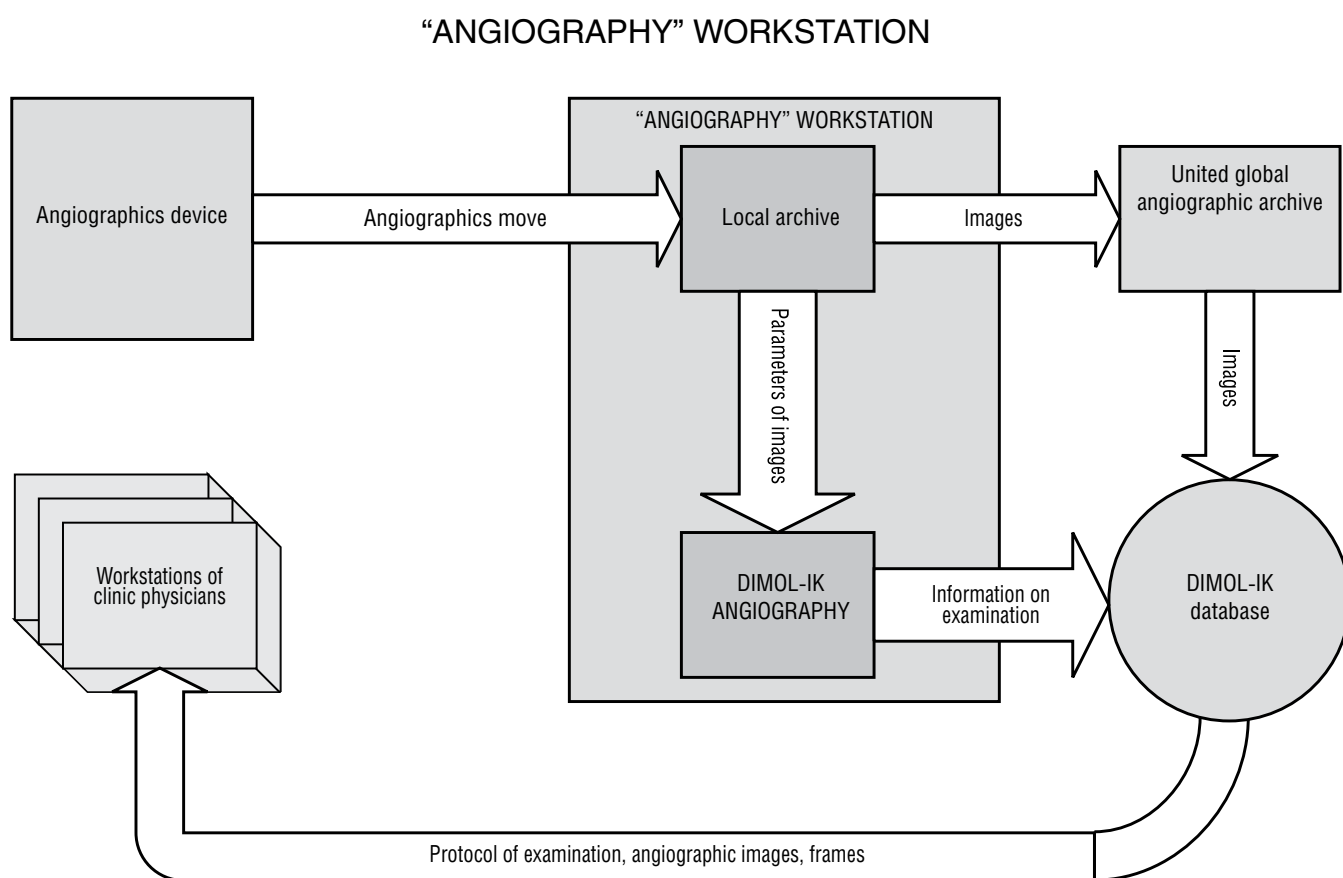 “ANGIOGRAPHY” WORKSTATION
“ANGIOGRAPHY” WORKSTATION
Angiographics device
Angiographics move
Local archive
Images
United global
angiographic archive
Parameters of images
Images
Workstations of
clinic physicians
DIMOL-IK
ANGIOGRAPHY
Information on
examination
DIMOL-IK
database
Protocol of examination, angiographic images, frames